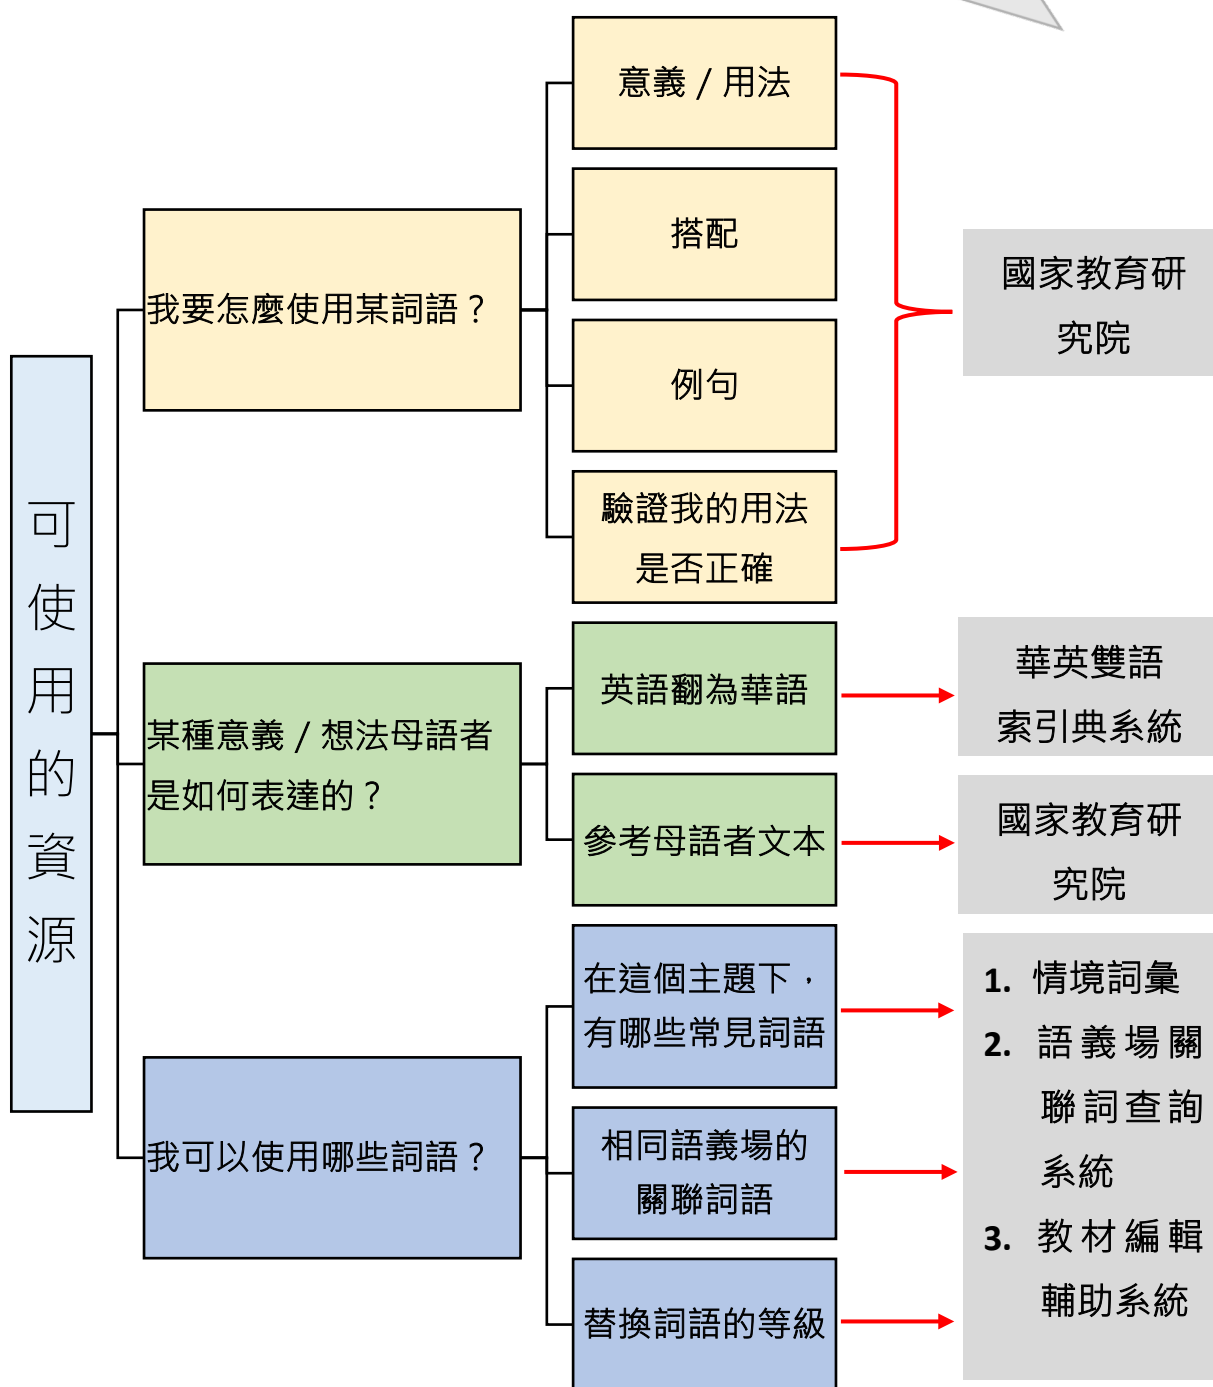 可使用的資源
我要怎麼使用某詞語？
意義 / 用法
搭配
例句
驗證我的用法
是否正確
國家教育研
究院
某種意義 / 想法母語者
是如何表達的？
英語翻為華語
華英雙語
索引典系統
參考母語者文本
國家教育研
究院
我可以使用哪些詞語？
在這個主題下，
有哪些常見詞語
相同語義場的
關聯詞語
替換詞語的等級
1. 情境詞彙
2. 語義場關
聯詞查詢
系統
3. 教材編輯
輔助系統